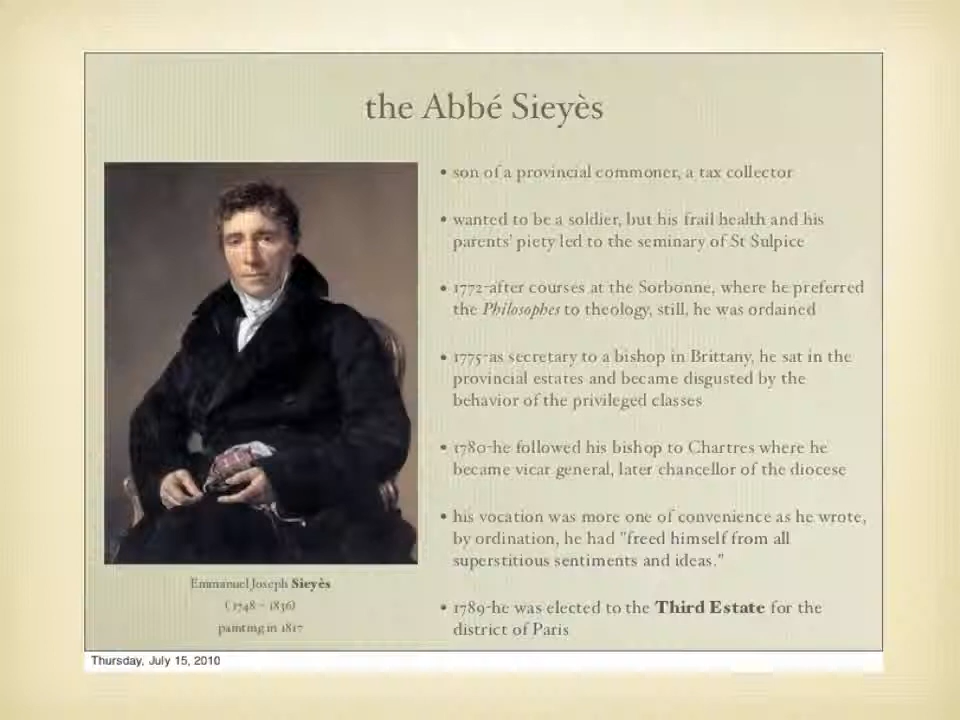 the Abbé Sieyès
• son of a provincial commoner, a tax collector
• wanted to be a soldier, but his frail health and his
parents' piety led to the seminary of St Sulpice
• 1772-after courses at the Sorbonne, where he preferred
the Philosophes to theology, still, he was ordained
• 1775-as secretary to a bishop in Brittany, he sat in the
provincial estates and became disgusted by the
behavior of the privileged classes
• 1780-he followed his bishop to Chartres where he
became vicar general, later chancellor of the diocese
• his vocation was more one of convenience as he wrote,
by ordination, he had "freed himself from all
superstitious sentiments and ideas."
• 1789-he was elected to the Third Estate for the
district of Paris
Emmanuel Joseph Sieyès
(1748 – 1836)
painting in 1817
Thursday, July 15, 2010